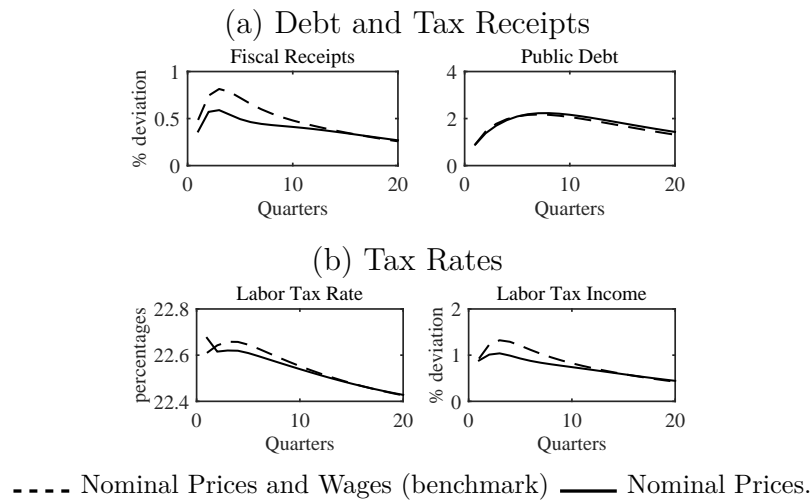 (a) Debt and Tax Receipts
Fiscal Receipts
Public Debt
% deviation
1
0.5
0
0
10
20
Quarters
4
2
0
0
10
20
Quarters
(b) Tax Rates
Labor Tax Rate
Labor Tax Income
percentages
22.8
22.6
22.4
0
10
20
Quarters
% deviation
2
1
0
0
10
20
Quarters
Nominal Prices and Wages (benchmark)
Nominal Prices.